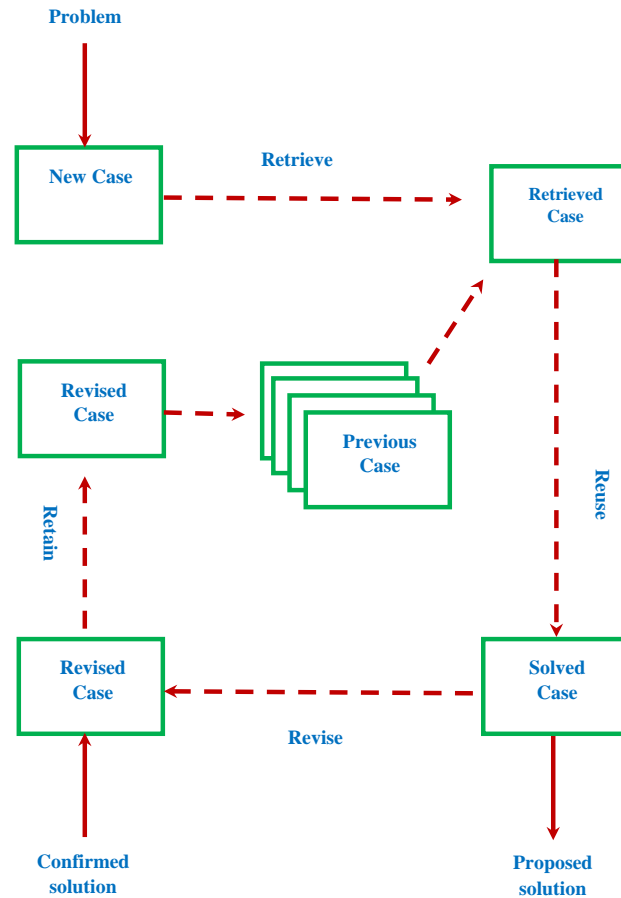 Problem
New Case
Retrieve
Retrieved
Case
Revised
Case
Previous
Case
Retain
Reuse
Revised
Case
Solved
Case
Revise
Confirmed
solution
Proposed
solution